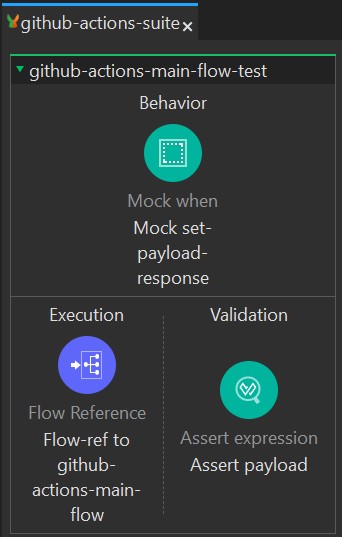 github-actions-suite
github-actions-main-flow-test
Behavior
Mock when
Mock set-
payload-
response
Execution
Flow Reference
Flow-ref to
github-
actions-main-
flow
Validation
Assert expression
Assert payload